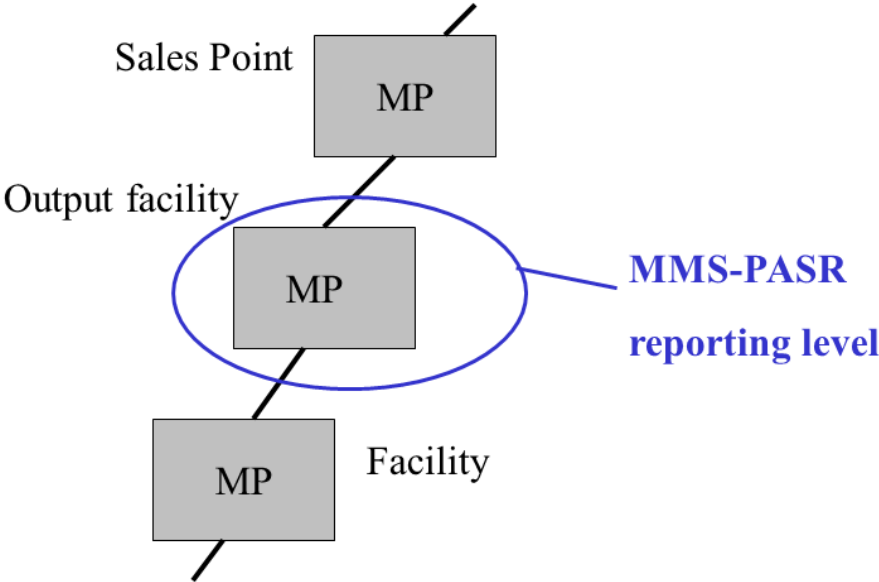 Sales Point
MP
Output facility
MP
MMS-PASR
reporting level
MP
Facility